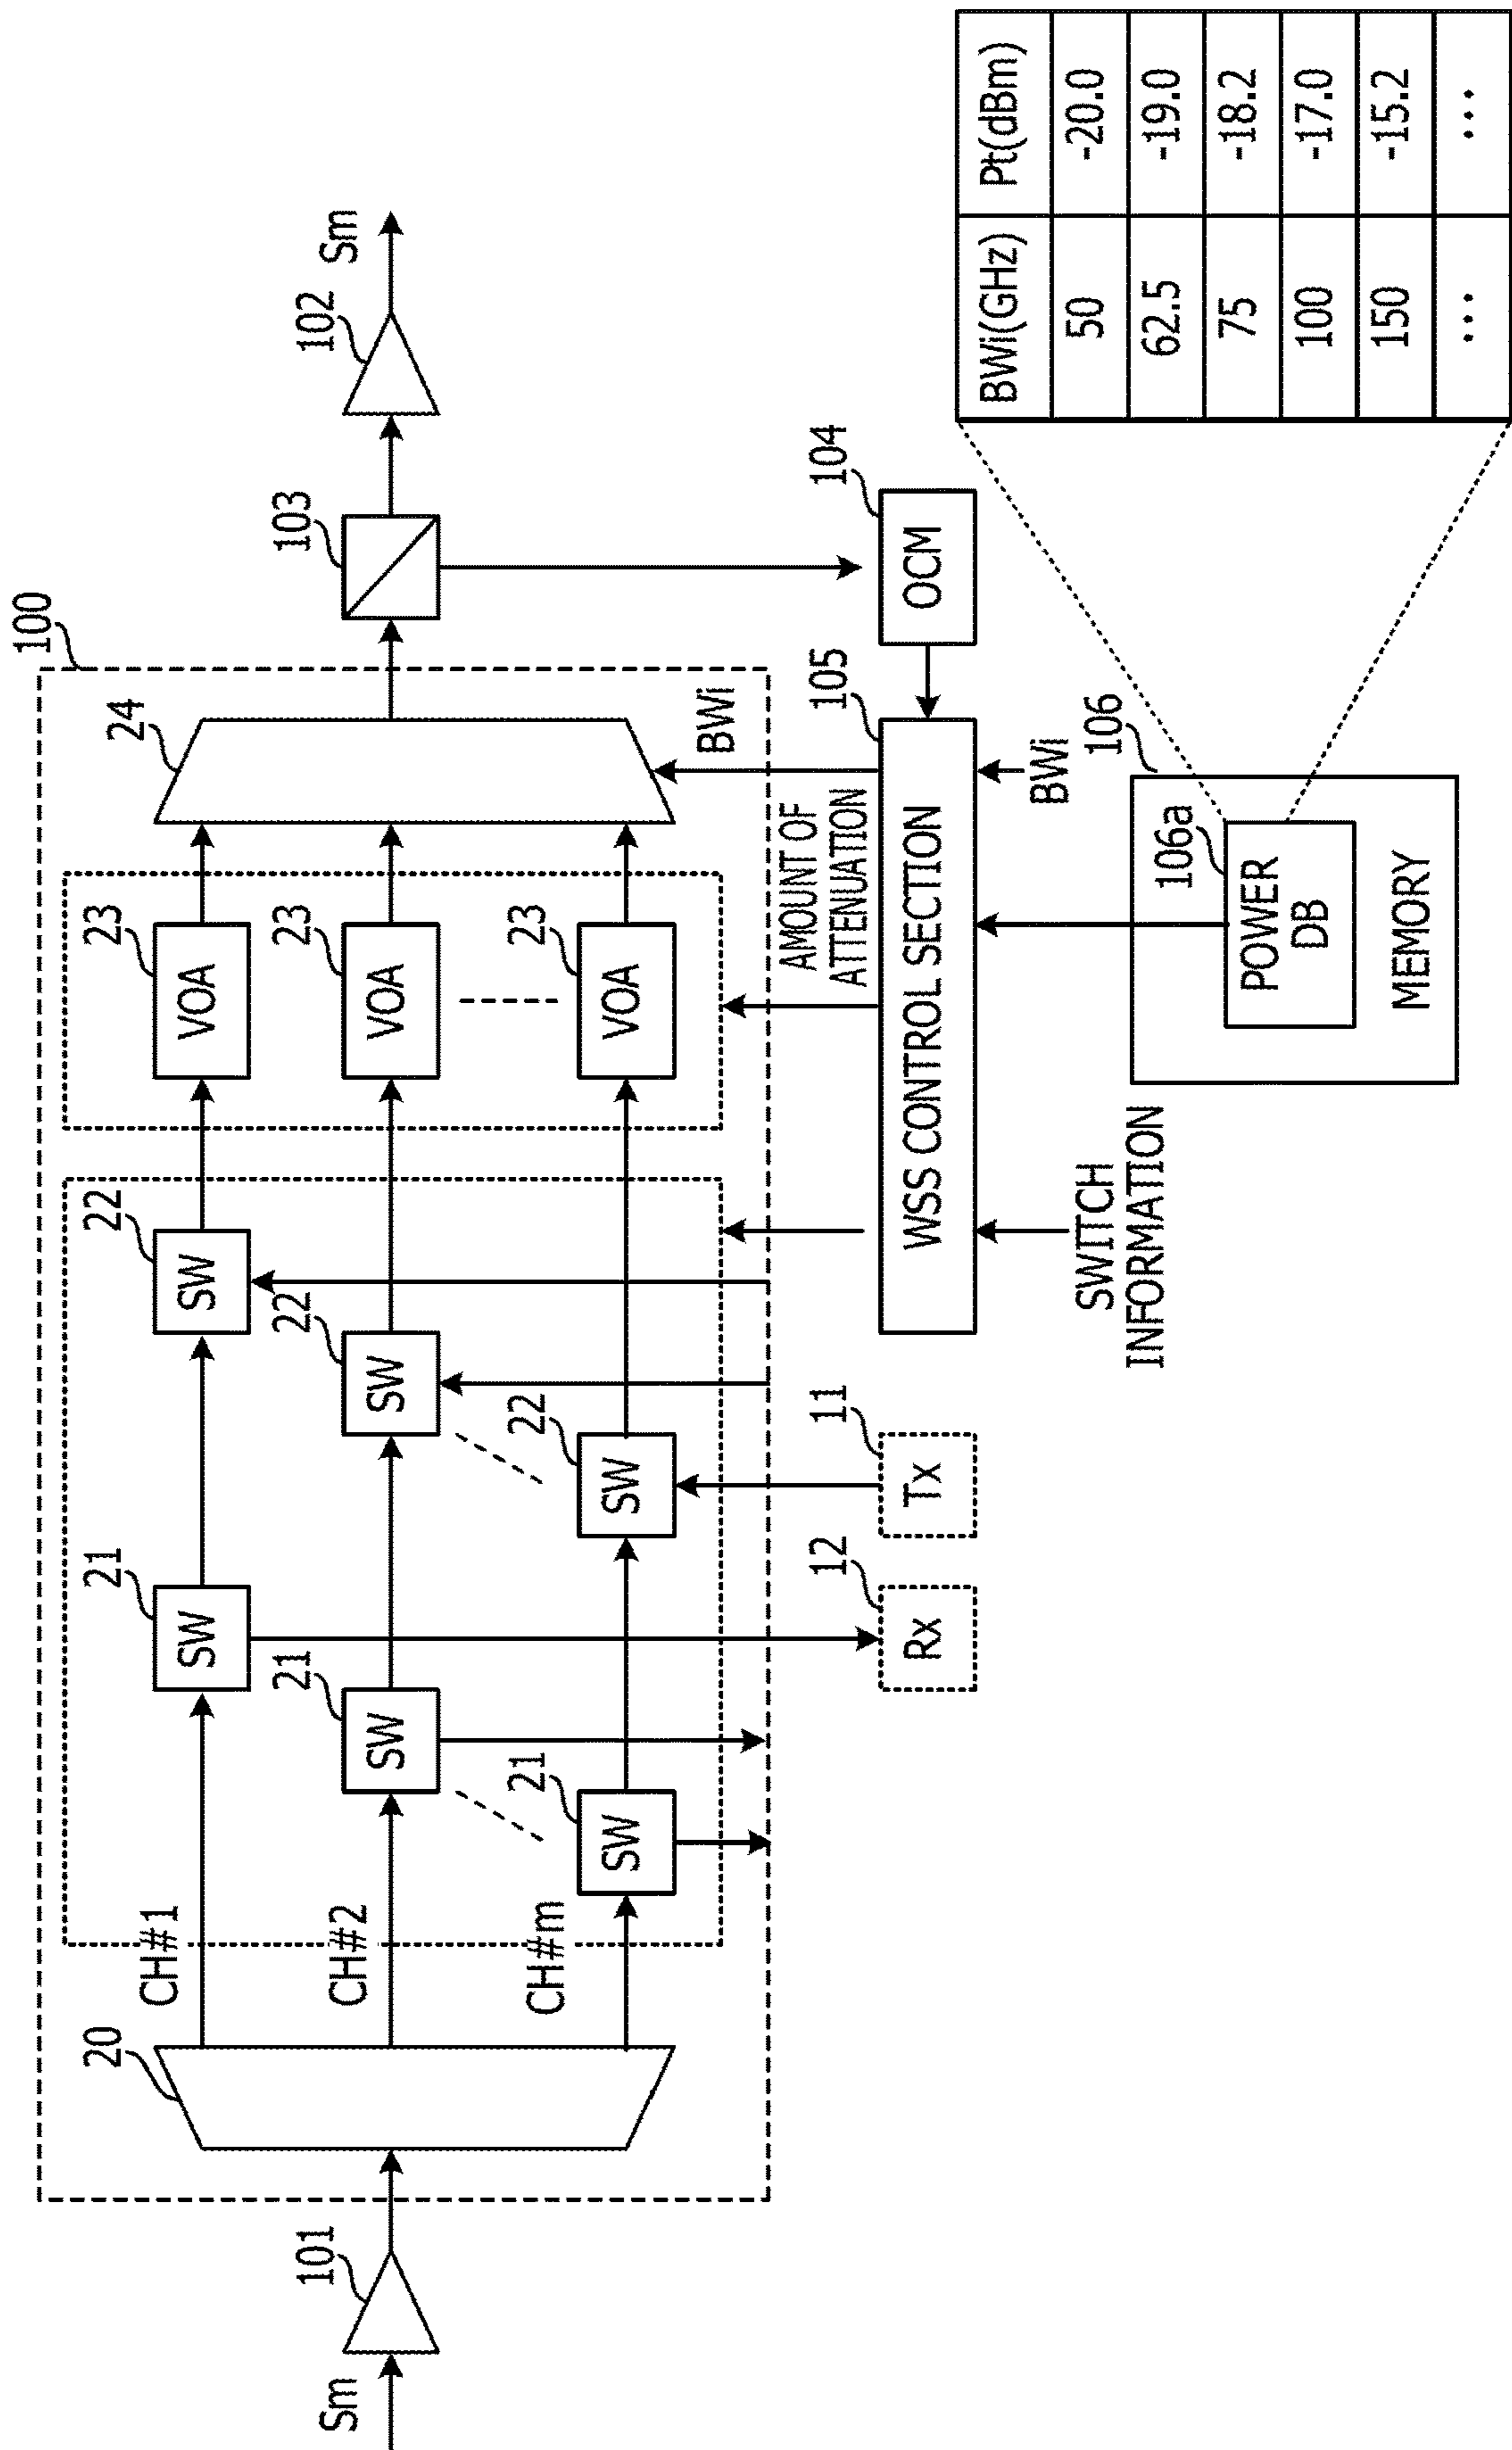 100
Sm
101
20
CH#1
CH#2
CH#m
21
SW
21
SW
21
SW
22
SW
22
SW
22
SW
23
VOA
23
VOA
23
VOA
24
103
102
Sm
12
Rx
11
Tx
AMOUNT OF
ATTENUATION
BWi
105
WSS CONTROL SECTION
104
OCM
SWITCH
INFORMATION
BWi
106
106a
POWER
DB
MEMORY
BWi(GHz) Pt(dBm)
50 -20.0
62.5 -19.0
75 -18.2
100 -17.0
150 -15.2
... ...